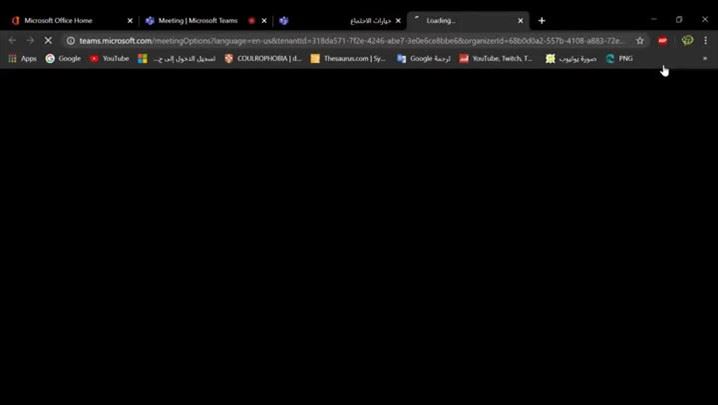 Microsoft Office Home
Meeting | Microsoft Teams
خيارات الاجتماع
Loading...
teams.microsoft.com/meetingOptions?language=en-us&tenantId=318da571-7f2e-4246-abe7-3e0e6ce8bbe6&organizerId=68b0d0a2-557b-4108-a883-72e...
Apps
Google
YouTube
تسجيل الدخول إلى ح...
COULROPHOBIA | d...
Thesaurus.com | Sy...
ترجمة Google
YouTube, Twitch, T...
صورة يوتيوب
PNG